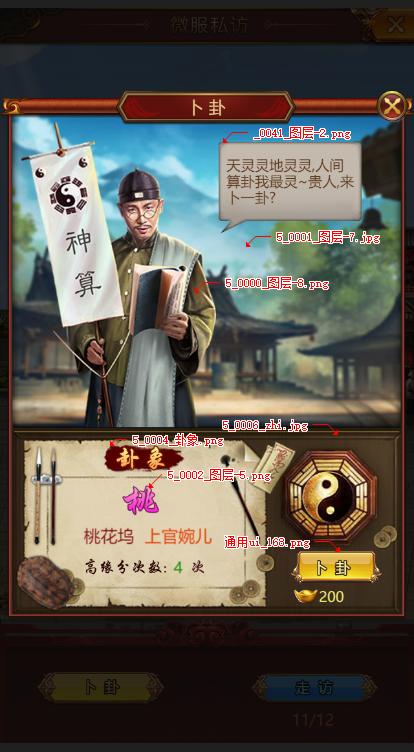 微服私访
卜卦
_0041_图层-2.png
天灵灵地灵灵,人间
算卦我最灵~贵人,来
卜一卦?
神算
5_0001_图层-7.jpg
5_0000_图层-8.png
5_0006_zhi.jpg
5_0004_卦象.png
卦象
5_0002_图层-5.png
桃
桃花坞 上官婉儿
通用ui_168.png
高缘分次数: 4 次
卜卦
200
卜卦
走访
11/12